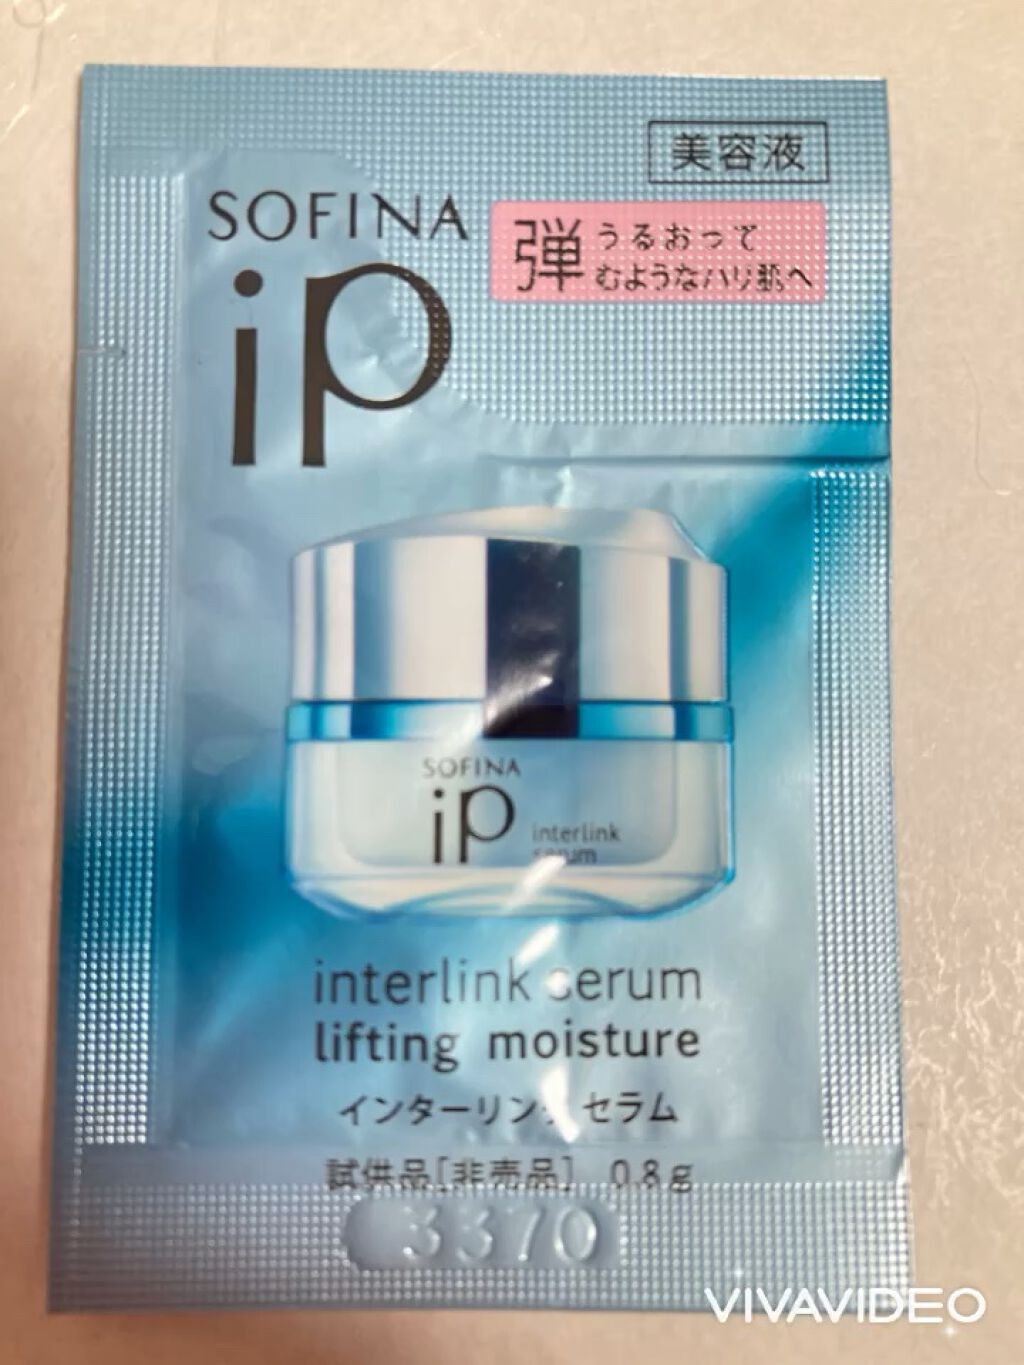 美容液
SOFINA
iP
弾 うるおって
むようなハリ肌へ
SOFINA
iP interlink
serum
interlink serum
lifting moisture
インターリンク セラム
試供品[非売品] 0.8g
3370
VIVAVIDEO